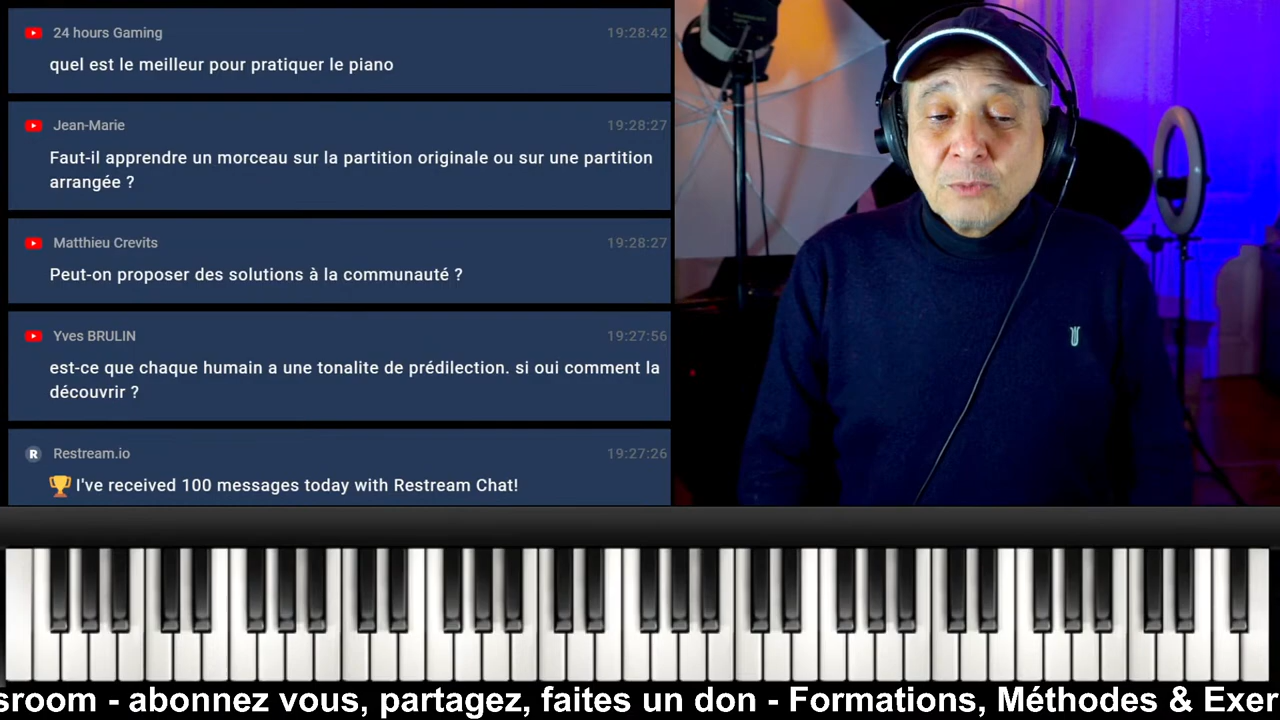 24 hours Gaming 19:28:42
quel est le meilleur pour pratiquer le piano
Jean-Marie 19:28:27
Faut-il apprendre un morceau sur la partition originale ou sur une partition
arrangée ?
Matthieu Crevits 19:28:27
Peut-on proposer des solutions à la communauté ?
Yves BRULIN 19:27:56
est-ce que chaque humain a une tonalite de prédilection. si oui comment la
découvrir ?
R Restream.io 19:27:26
🏆 I've received 100 messages today with Restream Chat!
sroom - abonnez vous, partagez, faites un don - Formations, Méthodes & Exer